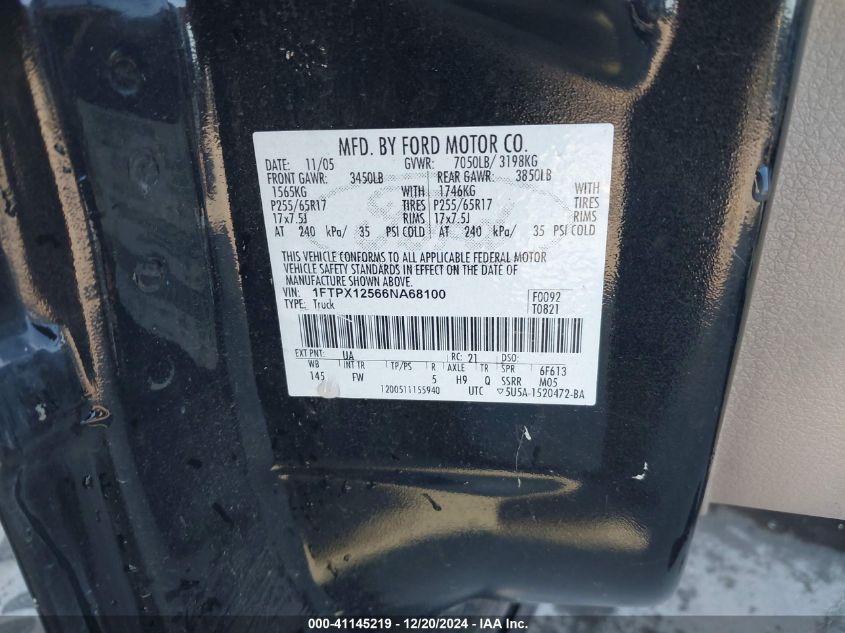 MFD. BY FORD MOTOR CO.
DATE: 11/05 GVWR: 7050LB/ 3198KG
FRONT GAWR: 3450LB REAR GAWR: 3850LB
1565KG WITH 1746KG WITH
P255/65R17 TIRES P255/65R17 TIRES
17x7.5J RIMS 17x7.5J RIMS
AT 240 kPa/ 35 PSI COLD AT 240 kPa/ 35 PSI COLD
THIS VEHICLE CONFORMS TO ALL APPLICABLE FEDERAL MOTOR
VEHICLE SAFETY STANDARDS IN EFFECT ON THE DATE OF
MANUFACTURE SHOWN ABOVE.
VIN: 1FTPX12566NA68100 F0092
TYPE: Truck T0821
EXT PNT: UA RC: 21 DSO:
WB INT TR TP/PS R AXLE TR SPR 6F613
145 FW 5 H9 Q SSRR M05
1200511155940 UTC ▽5U5A-1520472-BA
000-41145219 - 12/20/2024 - IAAI.COM